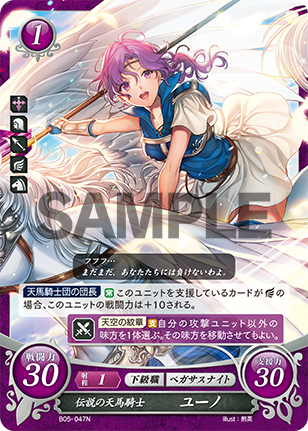 1
SAMPLE
フフフ…
まだまだ、あなたたちには負けないわよ。
天馬騎士団の団長 常 このユニットを支援しているカードが
の場合、このユニットの戦闘力は＋10される。
天空の紋章 支 自分の攻撃ユニット以外の
味方を1体選ぶ。その味方を移動させてもよい。
戦闘力
30
射程 1
下級職
ペガサスナイト
支援力
30
伝説の天馬騎士 ユーノ
B05-047N
Illust：煎茶